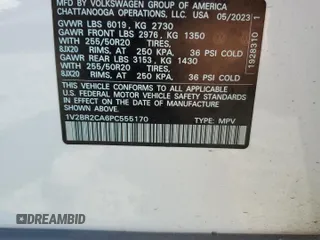 MFD BY VOLKSWAGEN GROUP OF AMERICA
CHATTANOOGA OPERATIONS, LLC. USA 05/2023
GVWR LBS 6019, KG 2730
GAWR FRONT LBS 2976, KG 1350
WITH 255/50R20 TIRES,
8JX20 RIMS, AT 250 KPA, 36 PSI COLD
GAWR REAR LBS 3153, KG 1430
WITH 255/50R20 TIRES,
8JX20 RIMS, AT 250 KPA, 36 PSI COLD
THIS VEHICLE CONFORMS TO ALL APPLICABLE
U.S. FEDERAL MOTOR VEHICLE SAFETY AND
THEFT PREVENTION STANDARDS IN EFFECT ON
THE DATE OF MANUFACTURE SHOWN ABOVE.
1V2BR2CA6PC555170 TYPE: MPV
1928310 1
DREAMBID